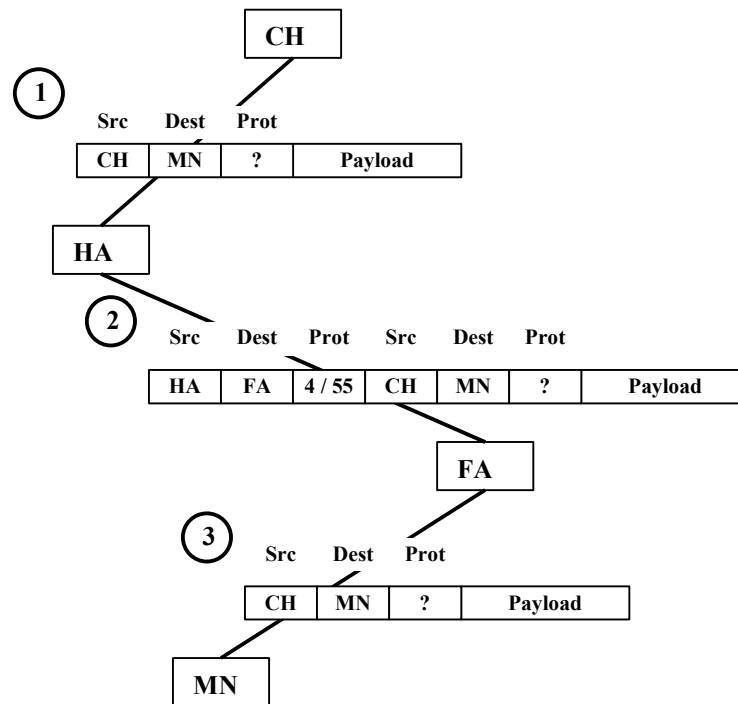 CH
1
Src Dest Prot
CH MN ? Payload
HA
2
Src Dest Prot Src Dest Prot
HA FA 4 / 55 CH MN ? Payload
FA
3
Src Dest Prot
CH MN ? Payload
MN